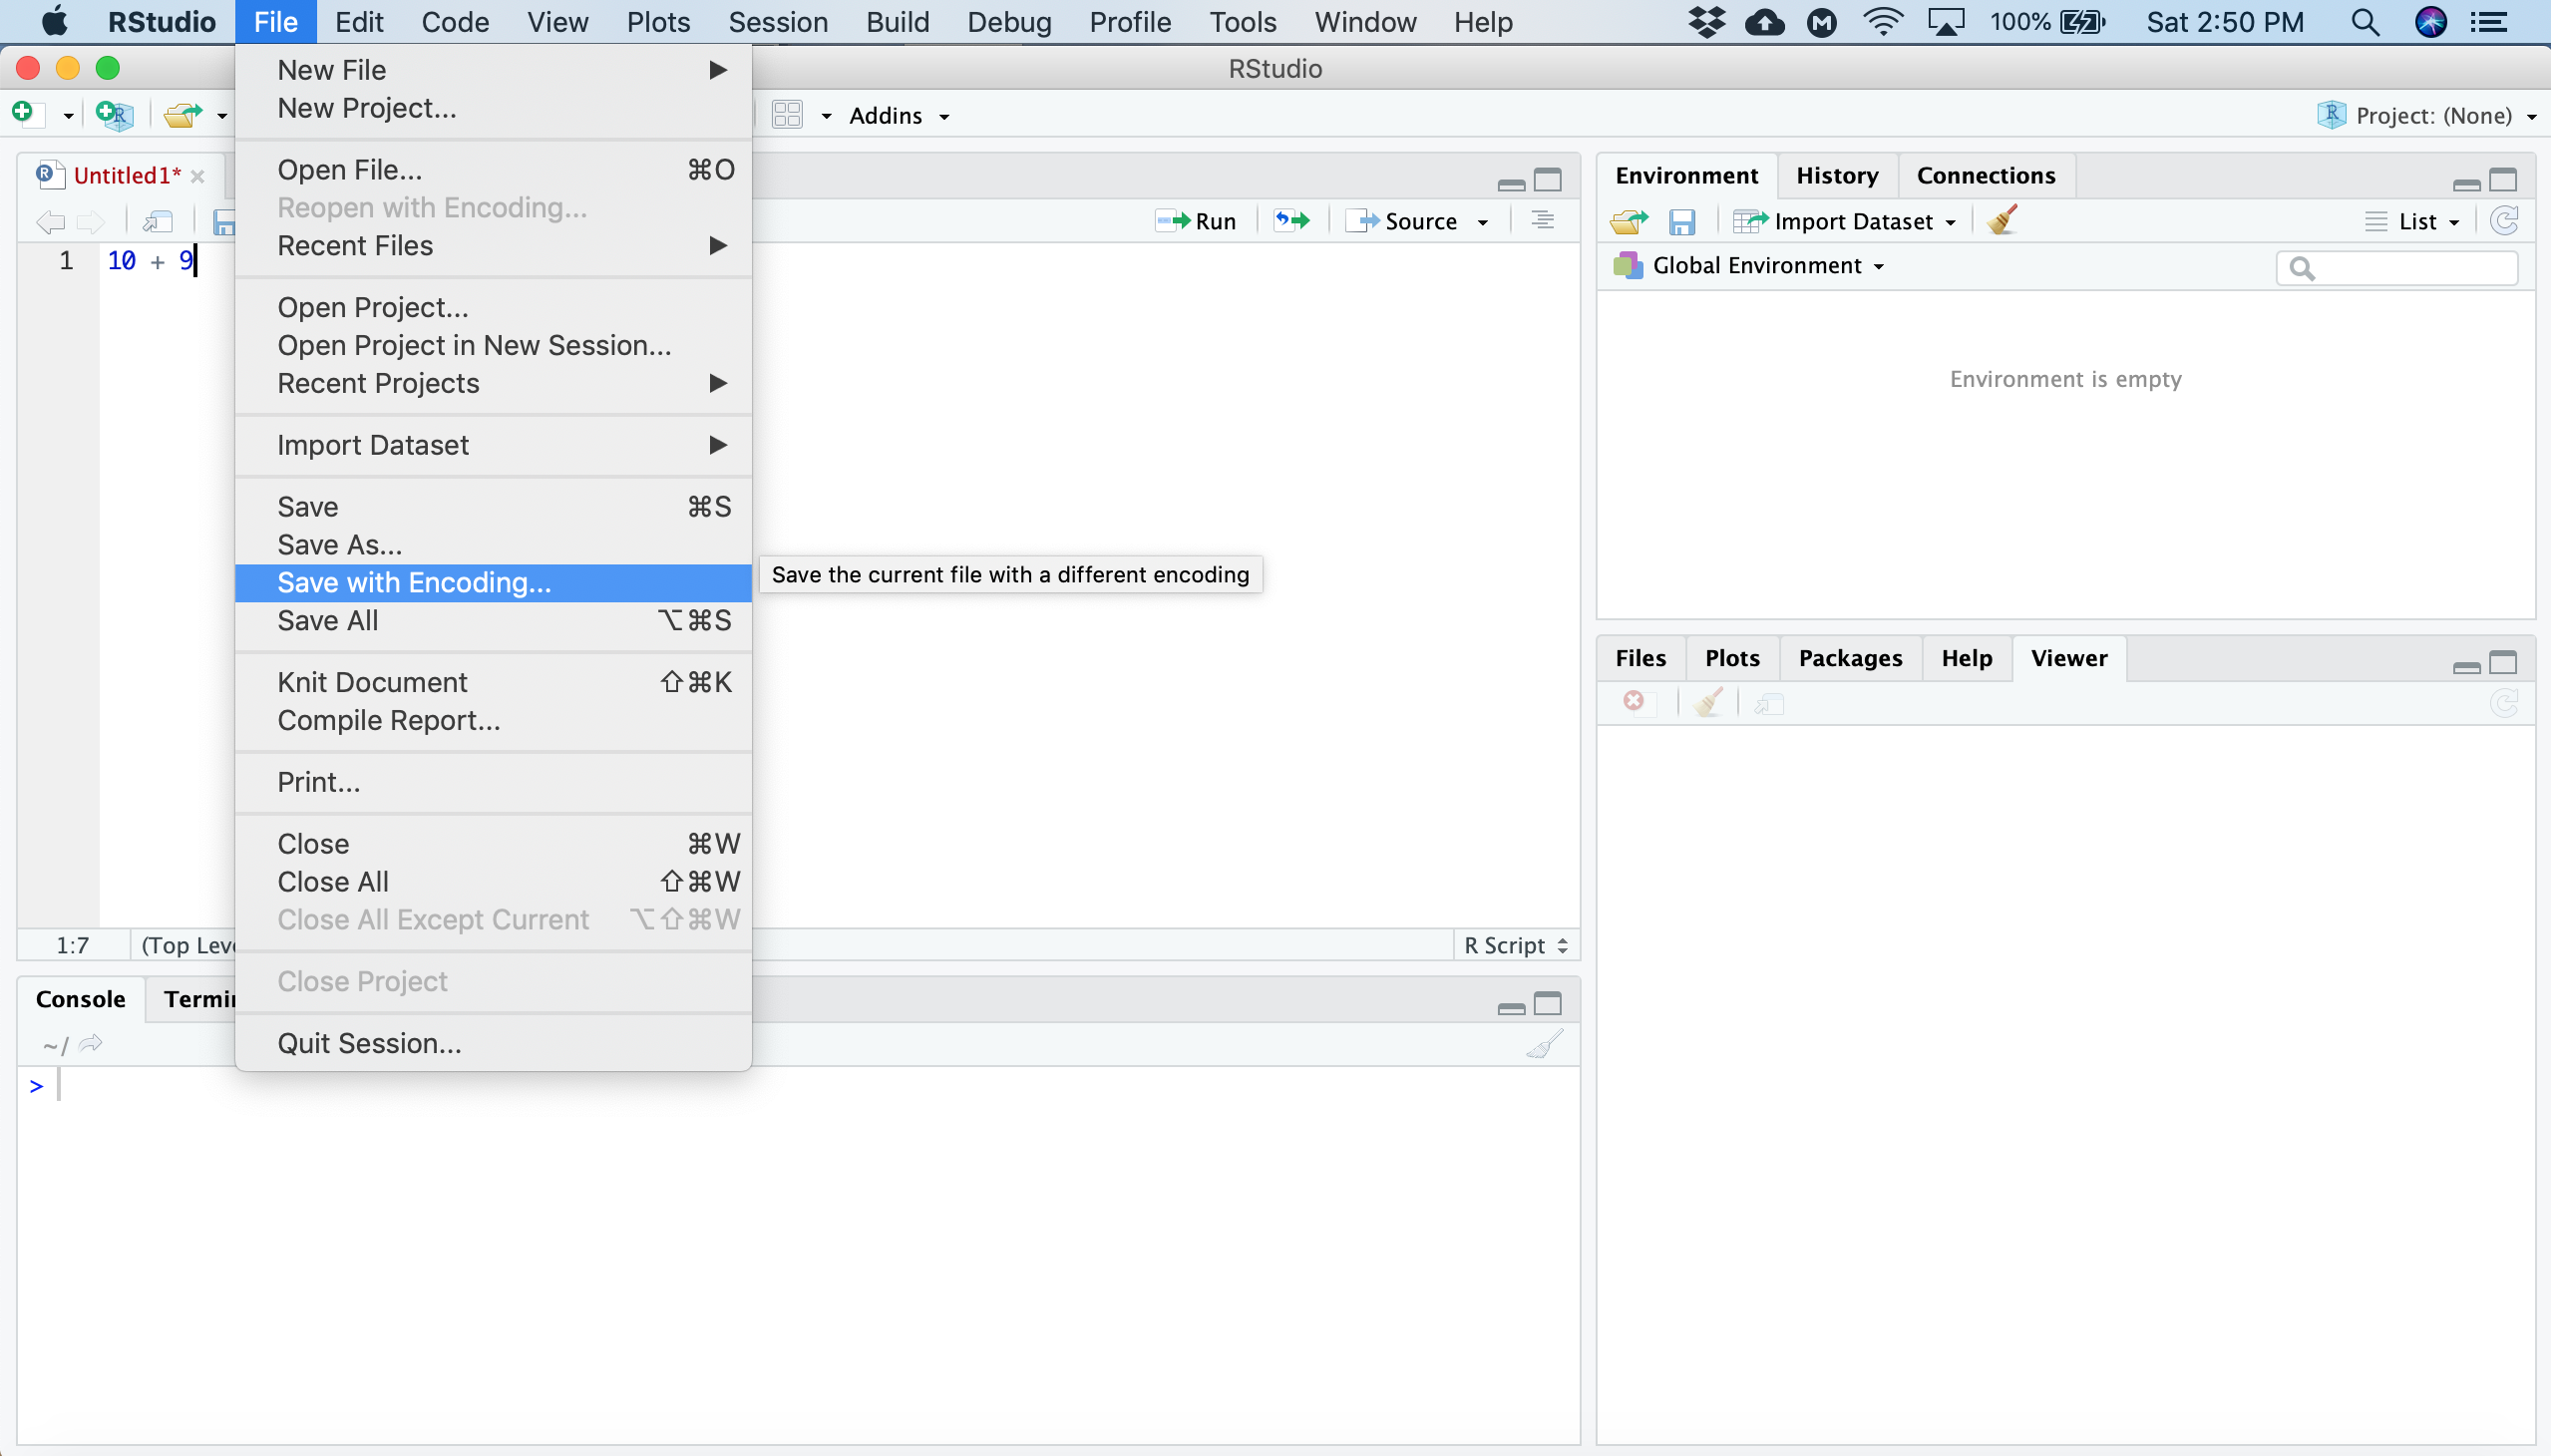 RStudio File Edit Code View Plots Session Build Debug Profile Tools Window Help 100% Sat 2:50 PM
RStudio
Addins
Project: (None)
New File
New Project...
Open File... ⌘O
Reopen with Encoding...
Recent Files
Open Project...
Open Project in New Session...
Recent Projects
Import Dataset
Save ⌘S
Save As...
Save with Encoding...
Save the current file with a different encoding
Save All ⌥⌘S
Knit Document ⇧⌘K
Compile Report...
Print...
Close ⌘W
Close All ⇧⌘W
Close All Except Current ⌥⇧⌘W
Close Project
Quit Session...
Untitled1*
Run Source
1 10 + 9
1:7 (Top Leve
R Script
Console Termin
~/
>
Environment History Connections
Import Dataset List
Global Environment
Environment is empty
Files Plots Packages Help Viewer